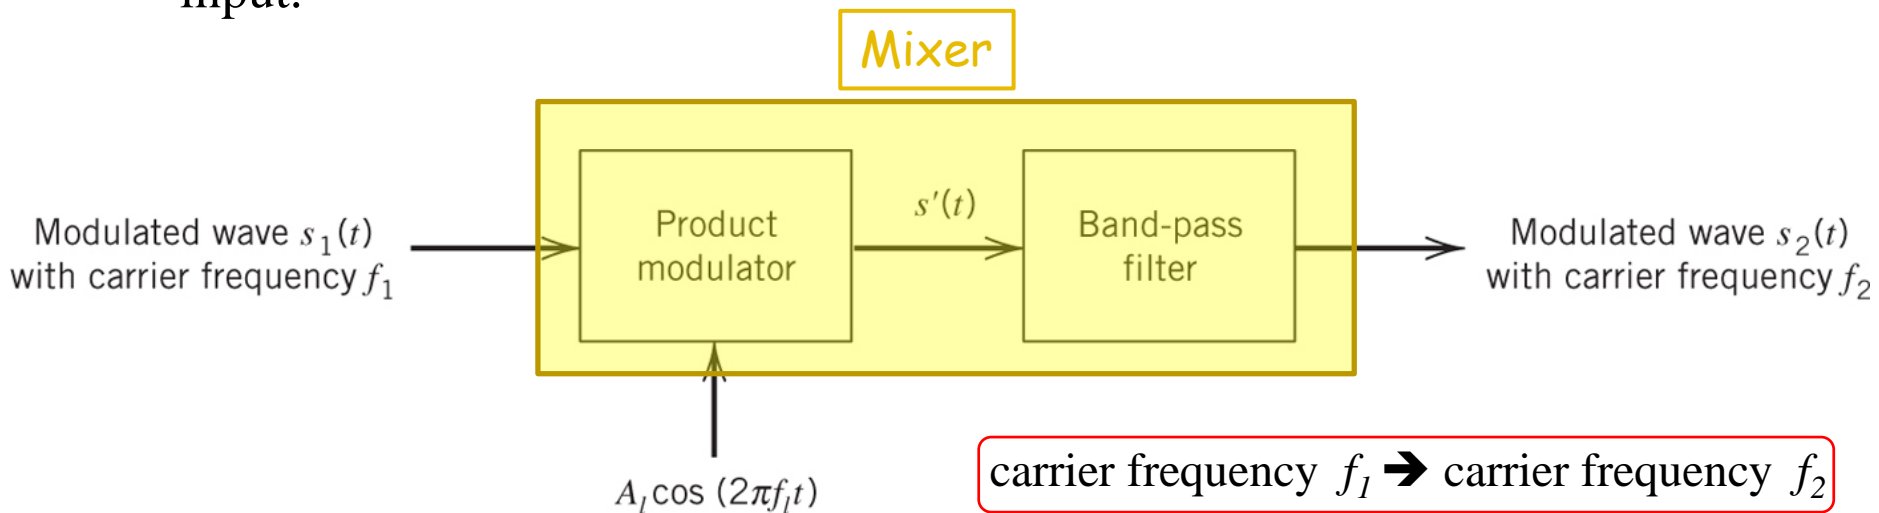 input.
Mixer
Modulated wave s₁(t)
with carrier frequency f₁
Product
modulator
s′(t)
Band-pass
filter
Modulated wave s₂(t)
with carrier frequency f₂
Aₗ cos (2πfₗt)
carrier frequency f₁ ➔ carrier frequency f₂